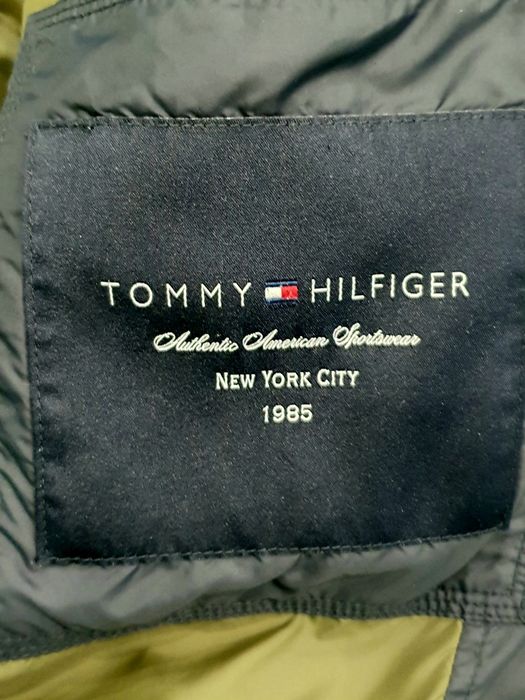 TOMMY HILFIGER
Authentic American Sportswear
NEW YORK CITY
1985